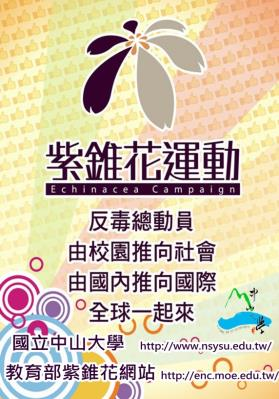 紫錐花運動
Echinacea Campaign
反毒總動員
由校園推向社會
由國內推向國際
全球一起來
國立中山大學 http://www.nsysu.edu.tw/
教育部紫錐花網站 http://enc.moe.edu.tw/